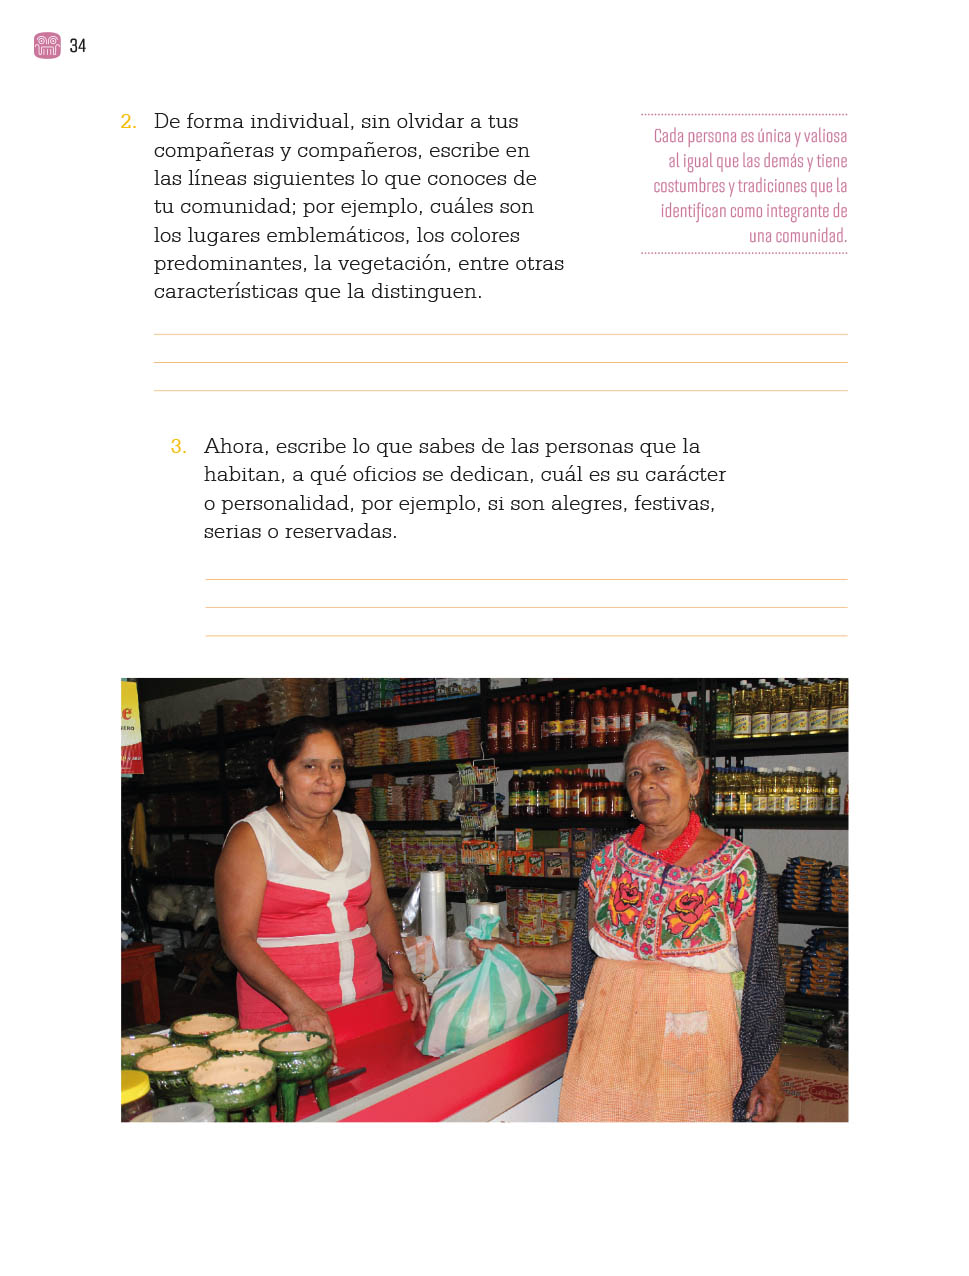 34
2. De forma individual, sin olvidar a tus
compañeras y compañeros, escribe en
las líneas siguientes lo que conoces de
tu comunidad; por ejemplo, cuáles son
los lugares emblemáticos, los colores
predominantes, la vegetación, entre otras
características que la distinguen.
Cada persona es única y valiosa
al igual que las demás y tiene
costumbres y tradiciones que la
identifican como integrante de
una comunidad.
3. Ahora, escribe lo que sabes de las personas que la
habitan, a qué oficios se dedican, cuál es su carácter
o personalidad, por ejemplo, si son alegres, festivas,
serias o reservadas.